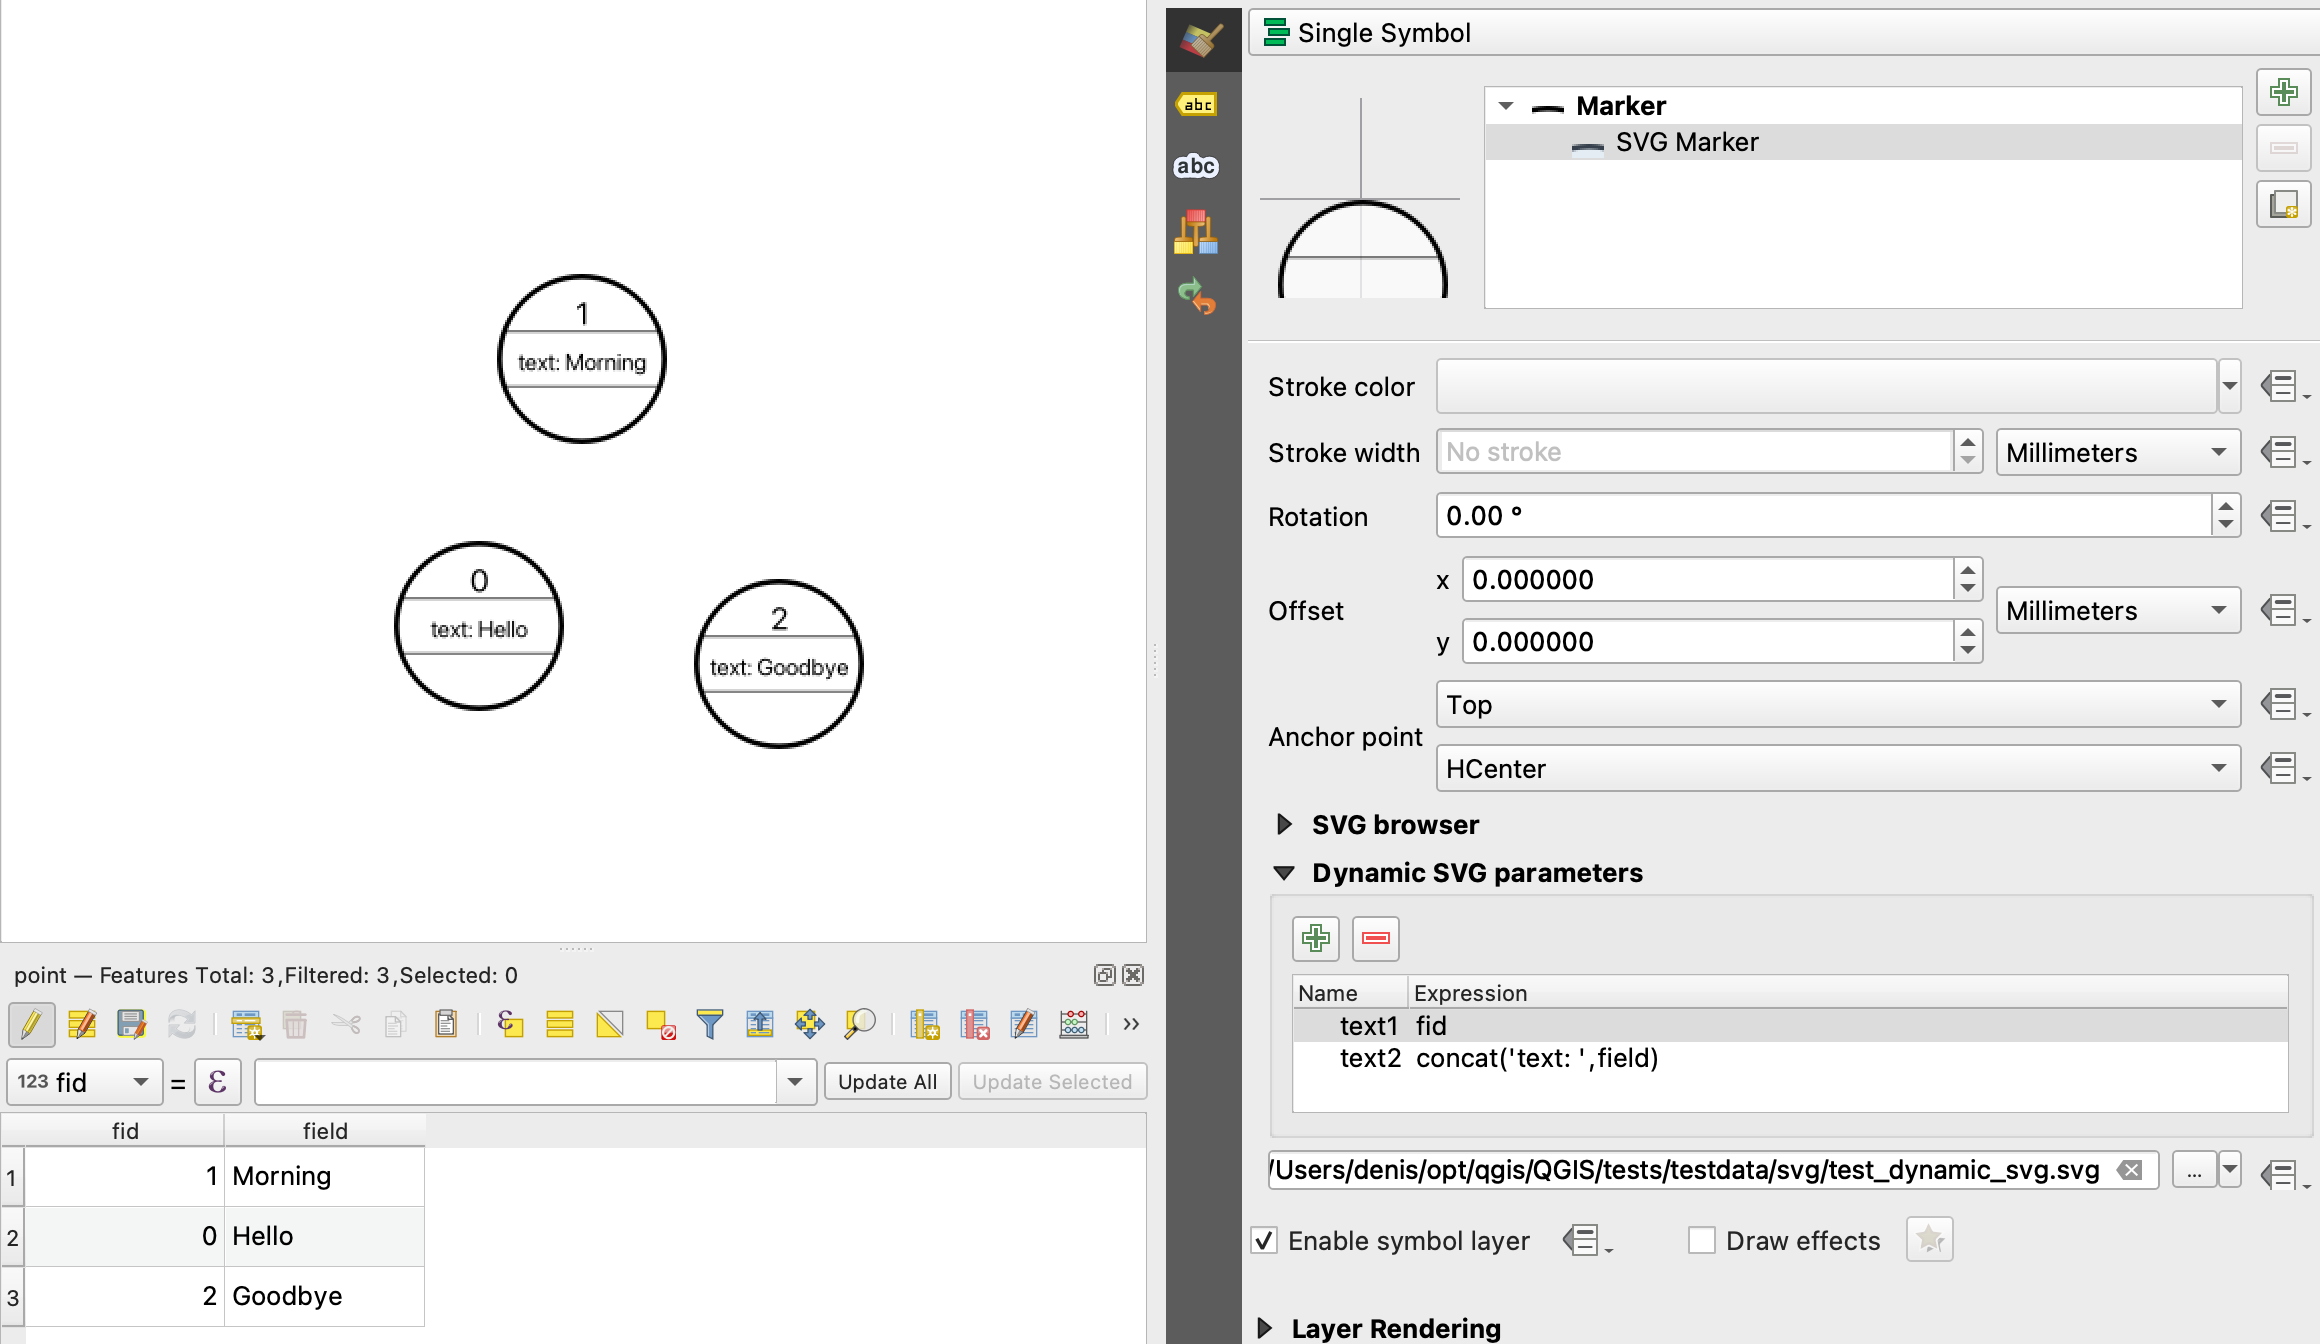 1
text: Morning
0
text: Hello
2
text: Goodbye
point — Features Total: 3,Filtered: 3,Selected: 0
»
123 fid
=
ε
Update All
Update Selected
fid field
1 1 Morning
2 0 Hello
3 2 Goodbye
abc
abc
Single Symbol
Marker
SVG Marker
Stroke color
Stroke width No stroke Millimeters
Rotation 0.00 °
Offset
x 0.000000
Millimeters
y 0.000000
Anchor point
Top
HCenter
SVG browser
Dynamic SVG parameters
Name Expression
text1 fid
text2 concat('text: ',field)
/Users/denis/opt/qgis/QGIS/tests/testdata/svg/test_dynamic_svg.svg ...
Enable symbol layer
Draw effects
Layer Rendering